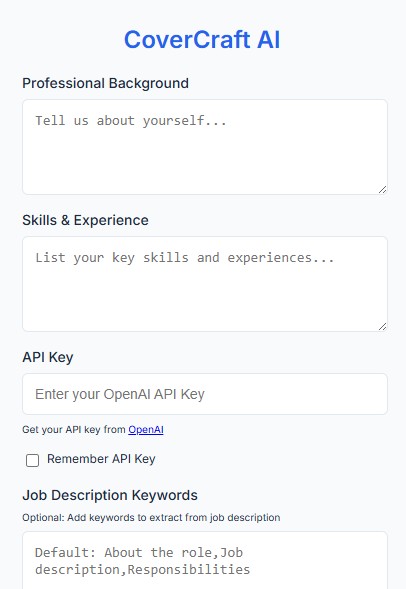 CoverCraft AI
Professional Background
Tell us about yourself...
Skills & Experience
List your key skills and experiences...
API Key
Enter your OpenAI API Key
Get your API key from OpenAI
Remember API Key
Job Description Keywords
Optional: Add keywords to extract from job description
Default: About the role,Job
description,Responsibilities